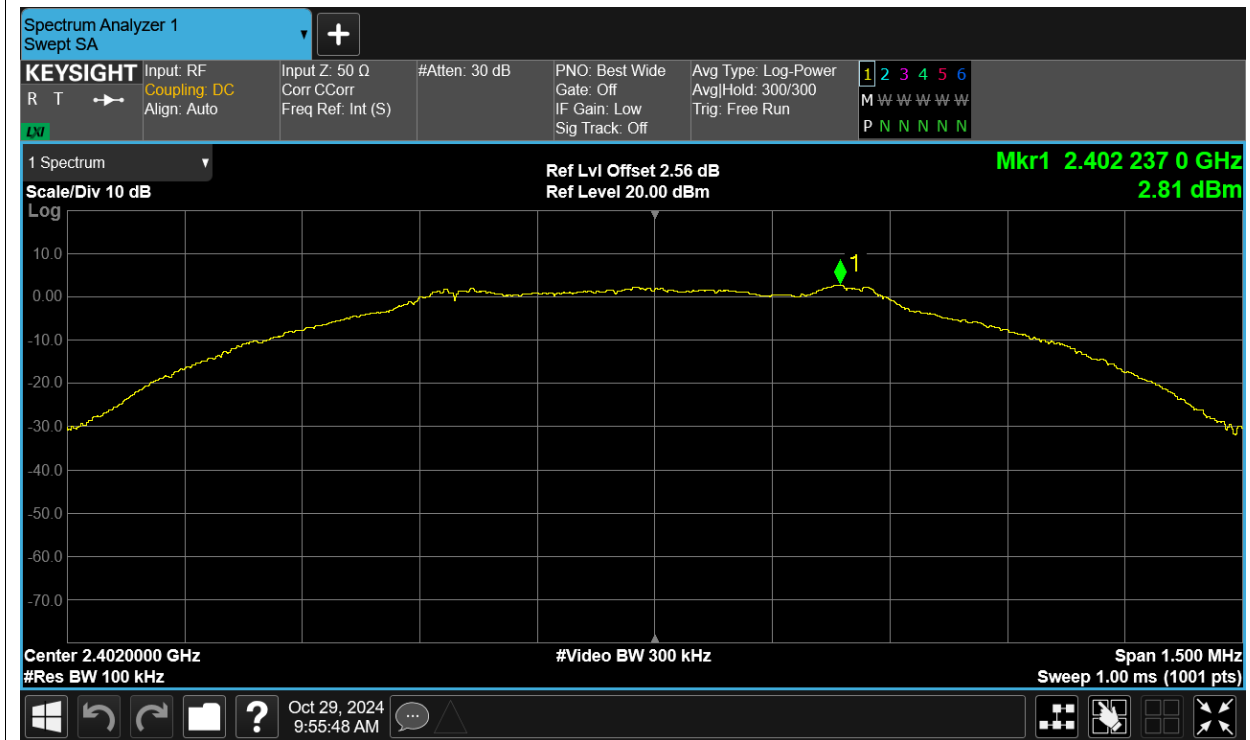 Spectrum Analyzer 1
Swept SA
▼
+
KEYSIGHT
R T
LXI
Input: RF
Coupling: DC
Align: Auto
Input Z: 50 Ω
Corr CCorr
Freq Ref: Int (S)
#Atten: 30 dB
PNO: Best Wide
Gate: Off
IF Gain: Low
Sig Track: Off
Avg Type: Log-Power
Avg|Hold: 300/300
Trig: Free Run
1 2 3 4 5 6
M W W W W W
P N N N N N
1 Spectrum ▼
Scale/Div 10 dB
Log
Ref Lvl Offset 2.56 dB
Ref Level 20.00 dBm
Mkr1 2.402 237 0 GHz
2.81 dBm
1
10.0
0.00
-10.0
-20.0
-30.0
-40.0
-50.0
-60.0
-70.0
Center 2.4020000 GHz
#Res BW 100 kHz
#Video BW 300 kHz
Span 1.500 MHz
Sweep 1.00 ms (1001 pts)
?
Oct 29, 2024
9:55:48 AM